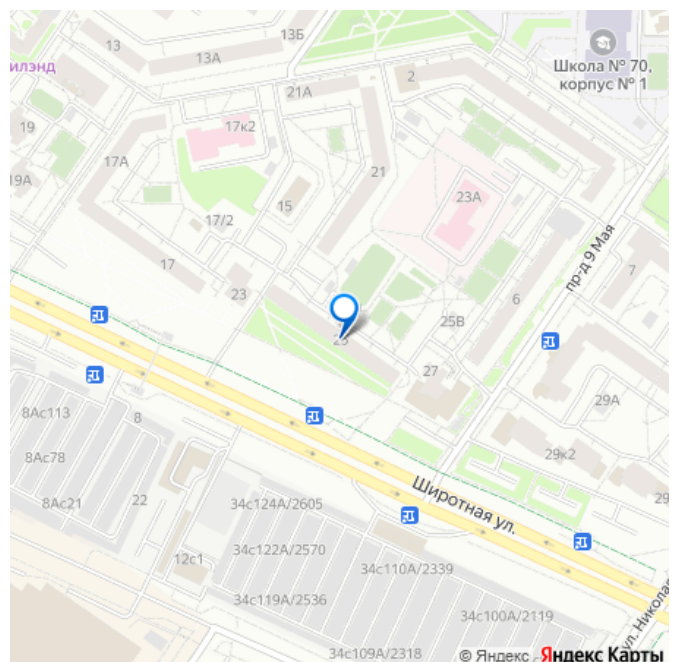 13Б
13
13А
илэнд
Школа № 70,
корпус № 1
2
21А
19
17к2
17А
21
19А
23А
15
17/2
пр-д 9 Мая
17
7
23
6
25В
25
27
29А
8Ас113
8
29к2
8Ас78
Широтная ул.
22
8Ас21
34с124А/2605
29
12с1
34с122А/2570
34с110А/2339
34с119А/2536
34с100А/2119
ул. Никола
34с109А/2318
© Яндекс
Яндекс Карты